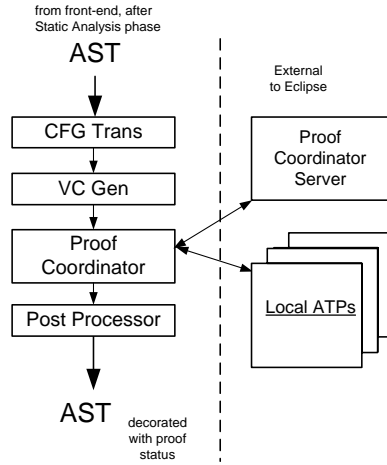 from front-end, after
Static Analysis phase
AST
External
to Eclipse
CFG Trans
VC Gen
Proof
Coordinator
Post Processor
Proof
Coordinator
Server
Local ATPs
AST
decorated
with proof
status